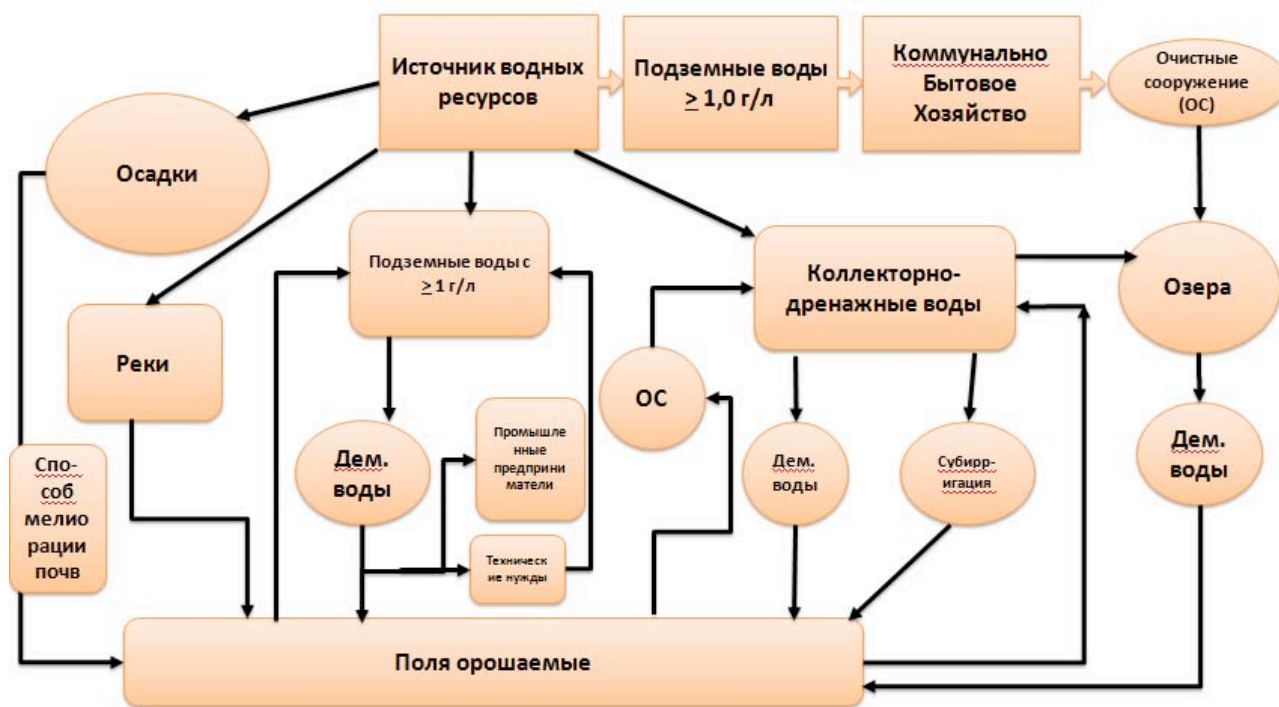 Источник водных
ресурсов
Подземные воды
≥ 1,0 г/л
Коммунально
Бытовое
Хозяйство
Очистные
сооружение
(ОС)
Осадки
Подземные воды с
≥ 1 г/л
Коллекторно-
дренажные воды
Озера
Реки
ОС
Дем.
воды
Промышле
нные
предприни
матели
Дем.
воды
Субирр-
игация
Дем.
воды
Спо-
соб
мелио
рации
почв
Техническ
ие нужды
Поля орошаемые